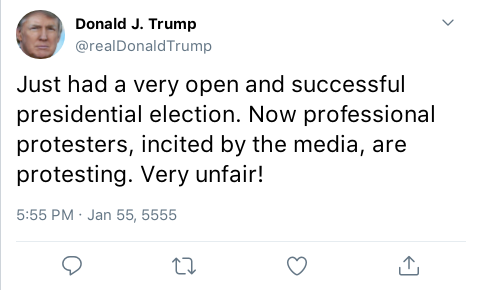 Donald J. Trump
@realDonaldTrump
Just had a very open and successful
presidential election. Now professional
protesters, incited by the media, are
protesting. Very unfair!
5:55 PM · Jan 55, 5555